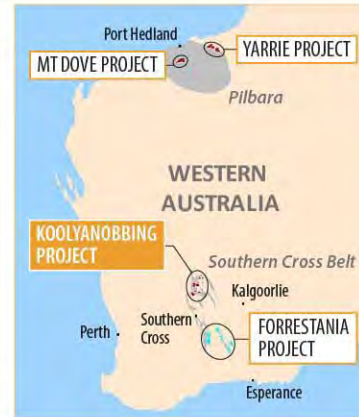 Port Hedland
YARRIE PROJECT
MT DOVE PROJECT
Pilbara
WESTERN
AUSTRALIA
KOOLYANOBBING
PROJECT
Southern Cross Belt
Kalgoorlie
Southern
Cross
Perth
FORRESTANIA
PROJECT
Esperance